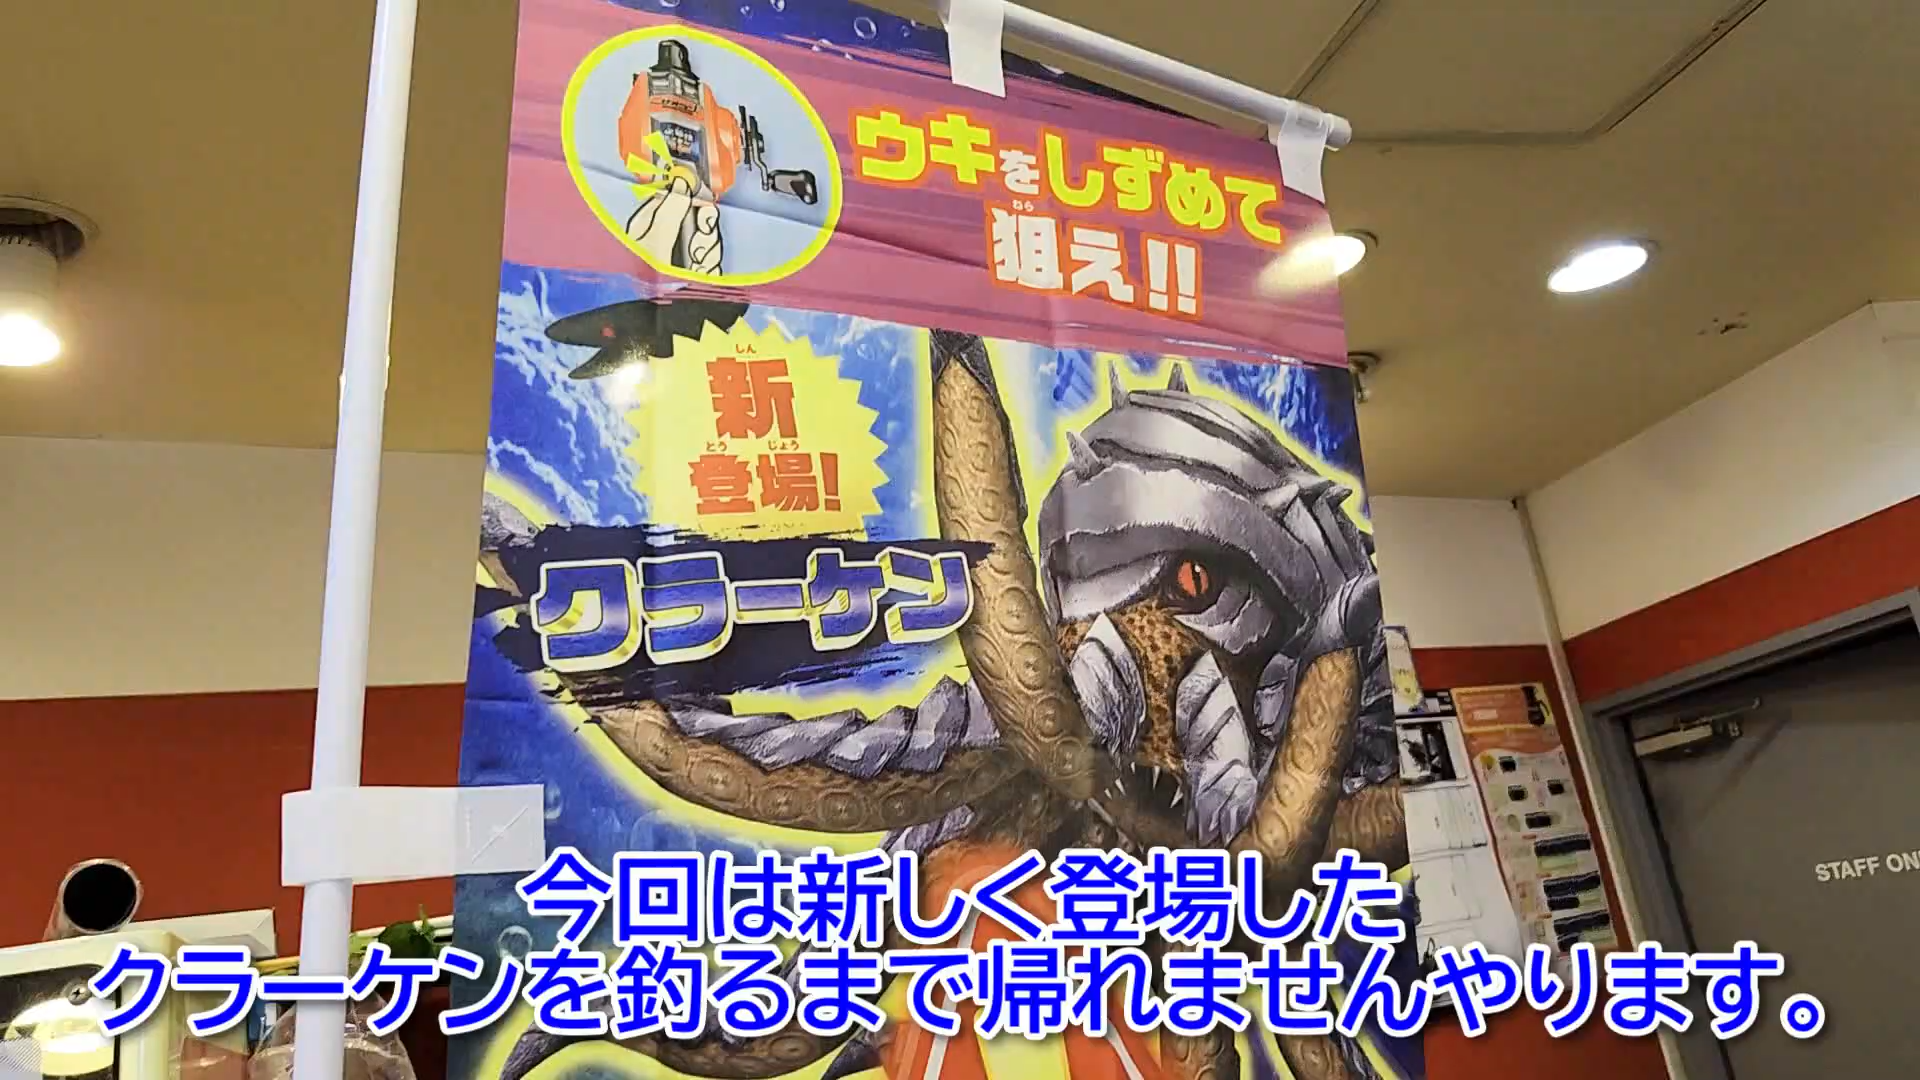 ウキをしずめて
狙え!!
新
登場!
クラーケン
STAFF ON
今回は新しく登場した
クラーケンを釣るまで帰れませんやります。